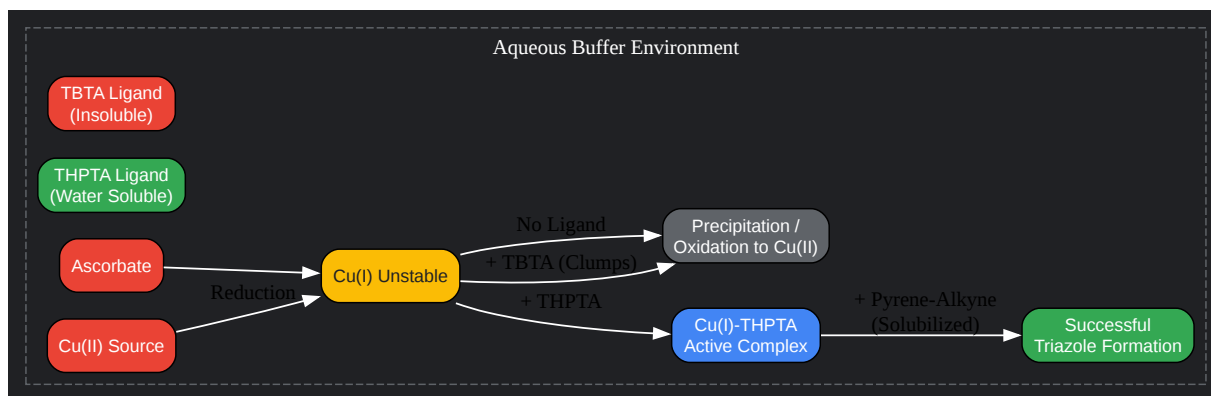 Aqueous Buffer Environment
TBTA Ligand
(Insoluble)
THPTA Ligand
(Water Soluble)
Ascorbate
Cu(II) Source
Reduction
Cu(I) Unstable
No Ligand
+ TBTA (Clumps)
+ THPTA
Precipitation /
Oxidation to Cu(II)
Cu(I)-THPTA
Active Complex
+ Pyrene-Alkyne
(Solubilized)
Successful
Triazole Formation